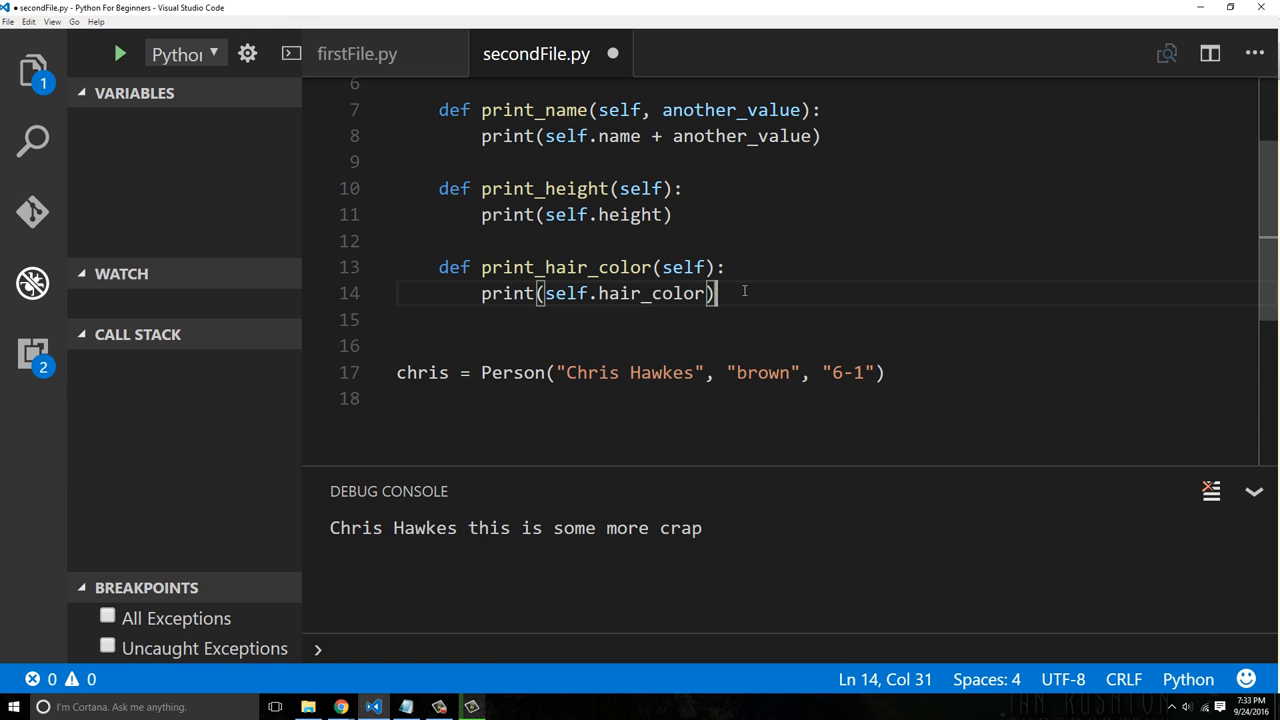 ● secondFile.py - Python For Beginners - Visual Studio Code
File Edit View Go Help
Python firstFile.py secondFile.py
VARIABLES
WATCH
CALL STACK
BREAKPOINTS
All Exceptions
Uncaught Exceptions
1
2
6
7 def print_name(self, another_value):
8 print(self.name + another_value)
9
10 def print_height(self):
11 print(self.height)
12
13 def print_hair_color(self):
14 print(self.hair_color)
15
16
17 chris = Person("Chris Hawkes", "brown", "6-1")
18
DEBUG CONSOLE
Chris Hawkes this is some more crap
0 0 Ln 14, Col 31 Spaces: 4 UTF-8 CRLF Python
I'm Cortana. Ask me anything.
7:33 PM
9/24/2016